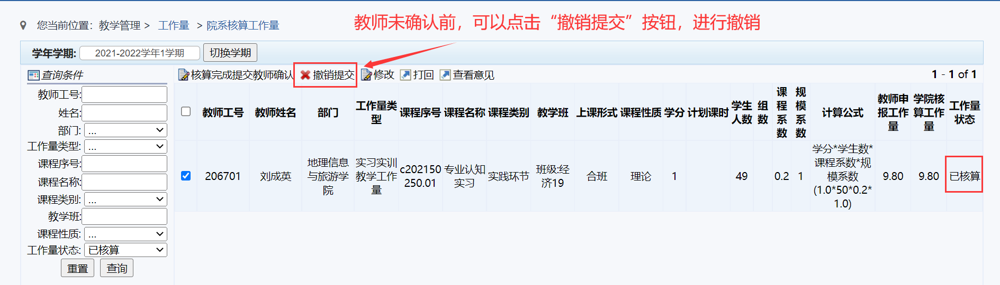 您当前位置：教学管理 > 工作量 > 院系核算工作量
教师未确认前，可以点击“撤销提交”按钮，进行撤销
学年学期: 2021-2022学年1学期 切换学期
查询条件
教师工号:
姓名:
部门: ...
工作量类型: ...
课程序号:
课程名称:
课程类别: ...
教学班:
课程性质: ...
工作量状态: 已核算
重置 查询
核算完成提交教师确认 撤销提交 修改 打回 查看意见 1 - 1 of 1
教师工号
教师姓名
部门
工作量类
型
课程序号
课程名称
课程类别
教学班
上课形式
课程性质
学分
计划课时
学生
人数
组
数
课
程
系
数
规
模
系
数
计算公式
教师申
报工作
量
学院核
算工作
量
工作量
状态
206701
刘成英
地理信息
与旅游学
院
实习实训
教学工作
量
c202150
250.01
专业认知
实习
实践环节
班级:经
济19
合班
理论
1
49
0.2
1
学分*学生数*
课程系数*规
模系数
(1.0*50*0.2*
1.0)
9.80
9.80
已核算